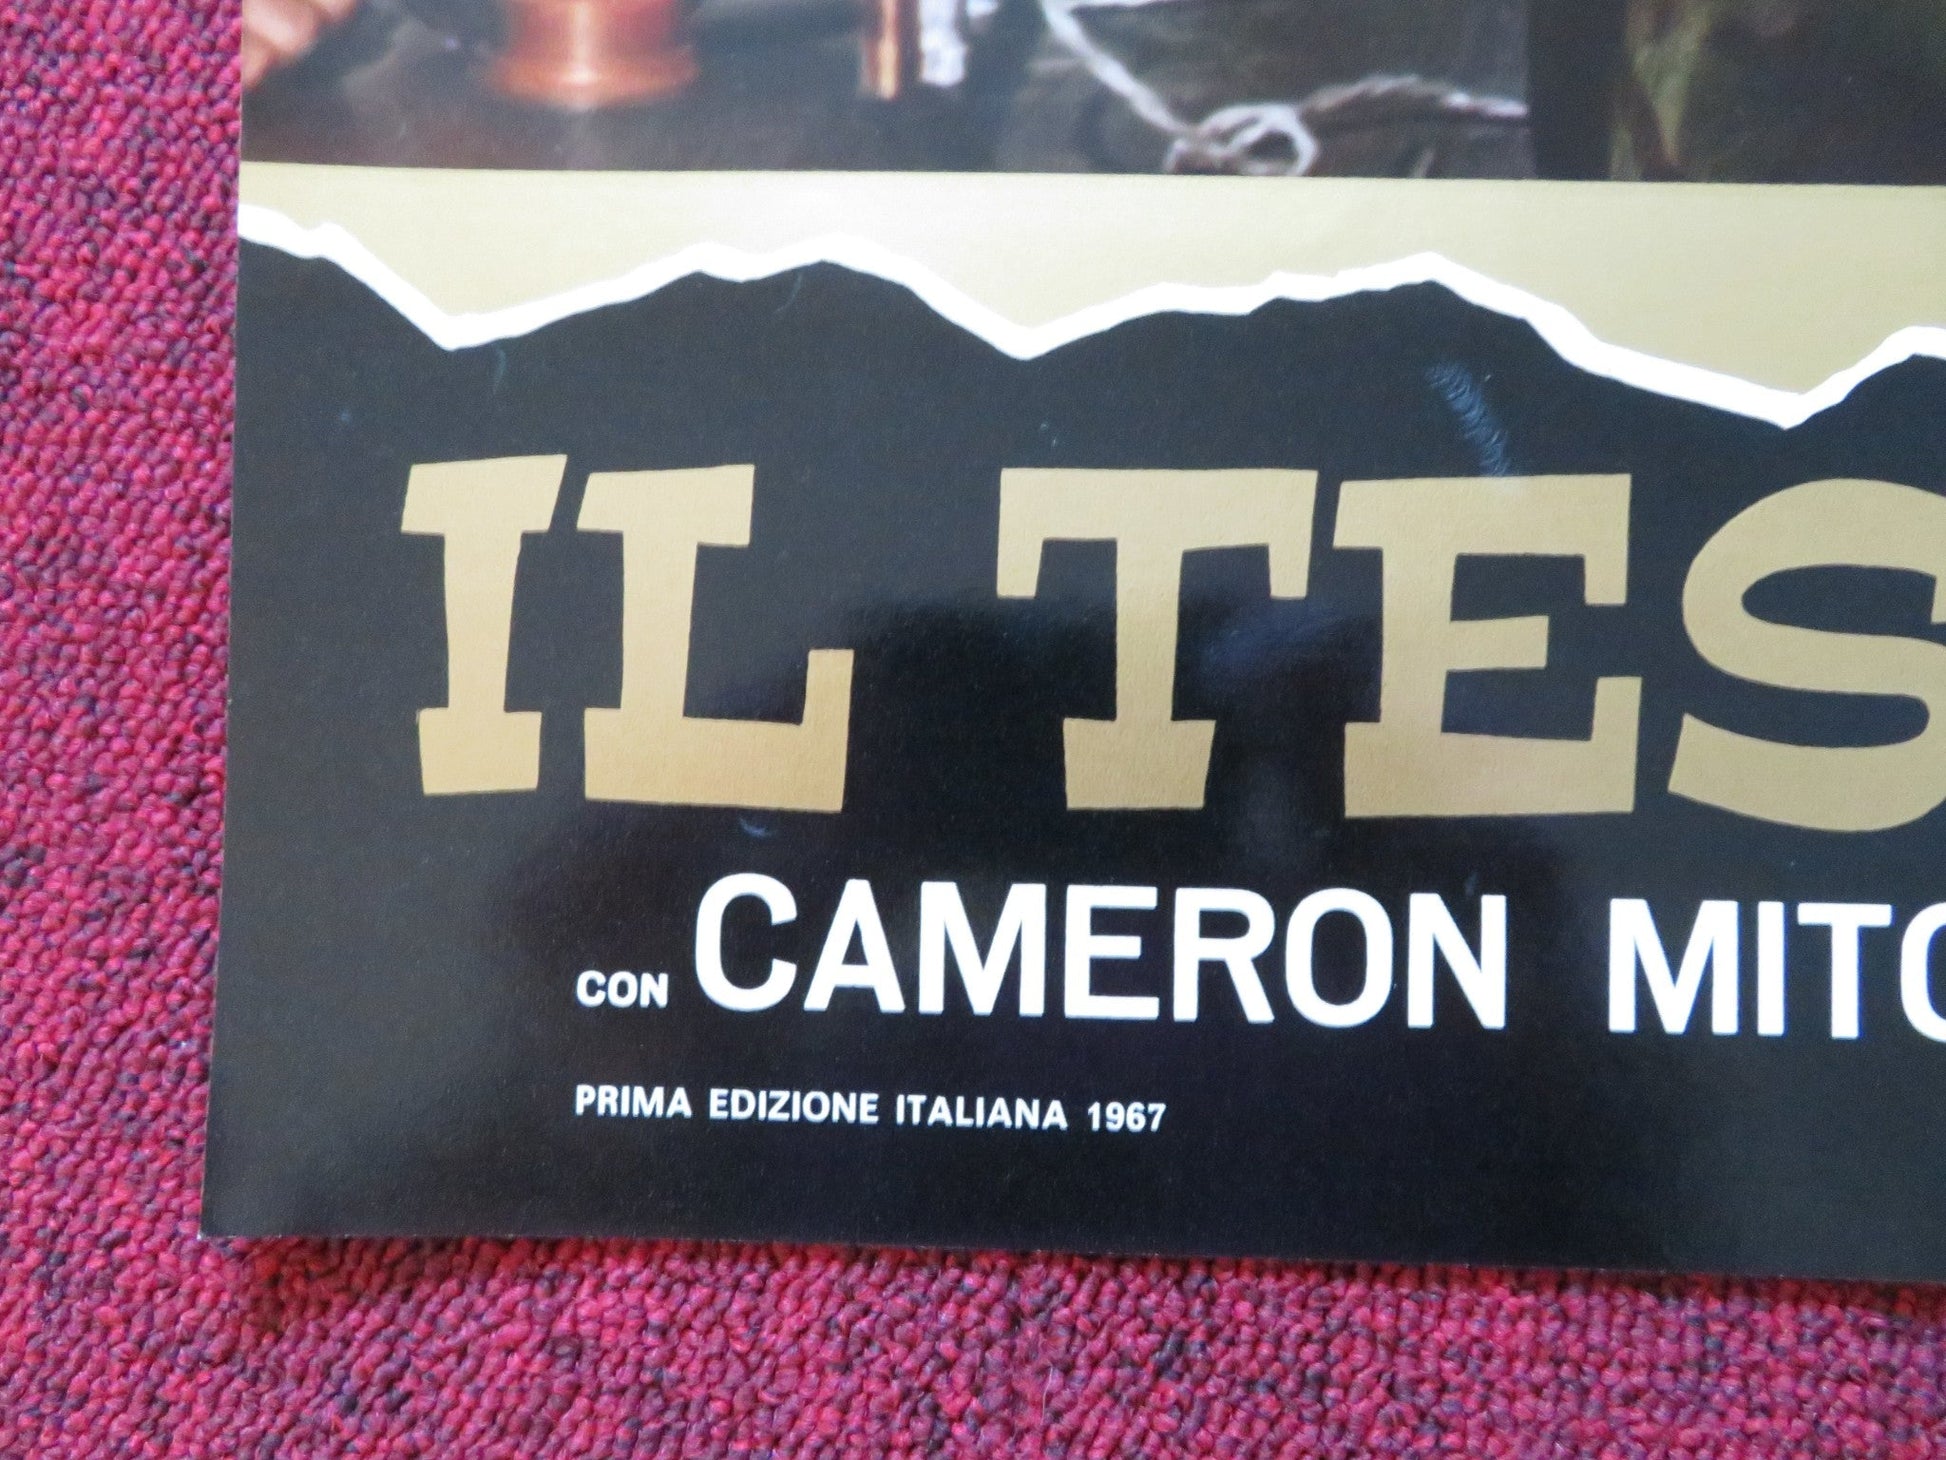 IL TES
CON CAMERON MITC
PRIMA EDIZIONE ITALIANA 1967